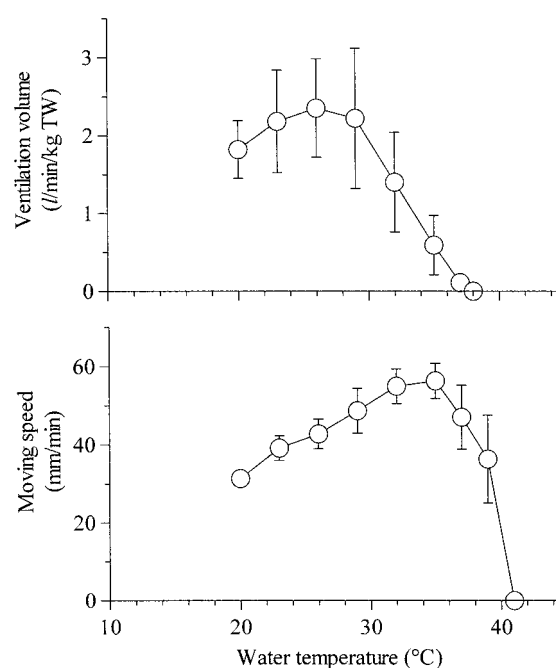 Ventilation volume
(l/min/kg TW)
3
2
1
0
Moving speed
(mm/min)
60
40
20
0
10
20
30
40
Water temperature (°C)